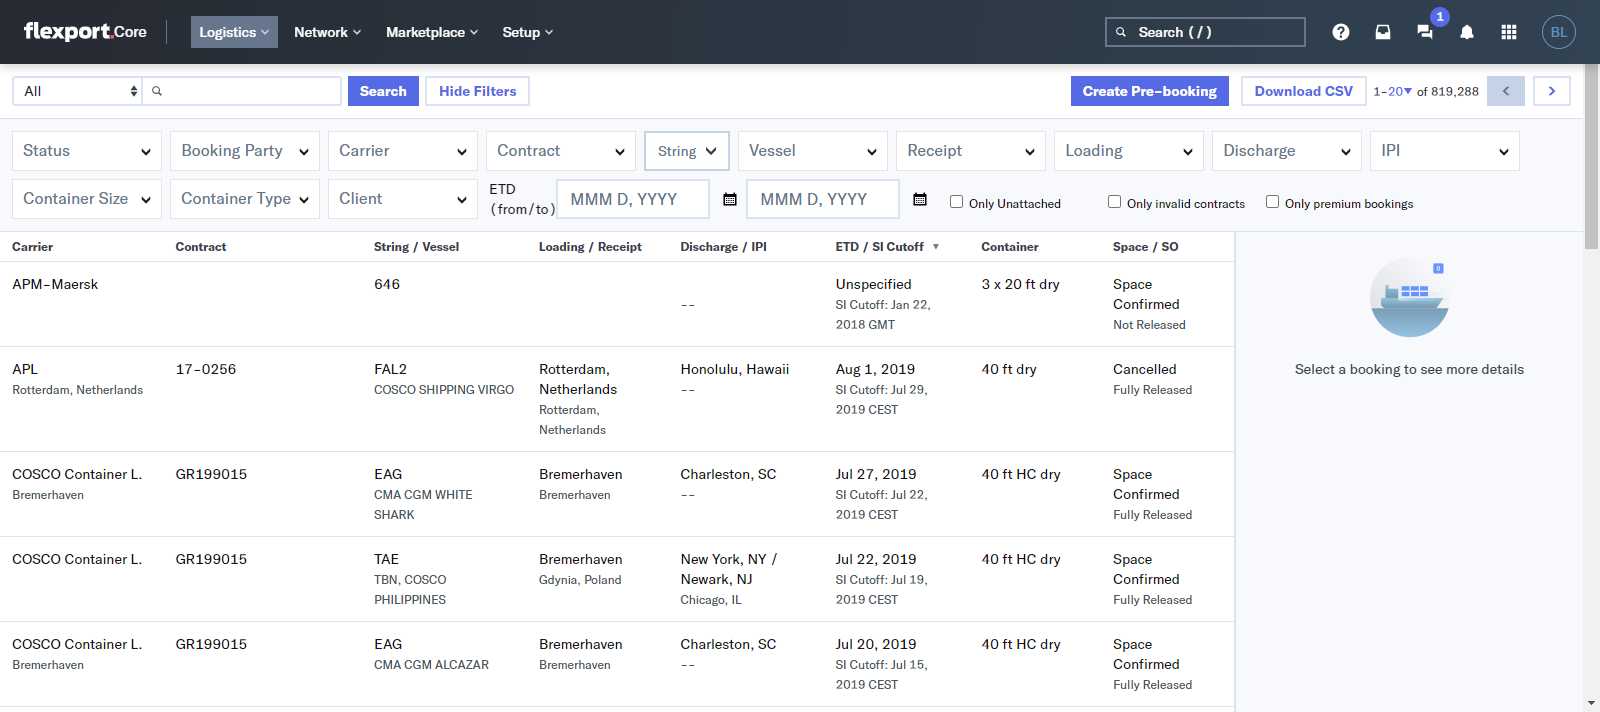 flexport.Core Logistics Network Marketplace Setup Search (/) 1 BL
All Search Hide Filters Create Pre-booking Download CSV 1-20▾ of 819,288 < >
Status Booking Party Carrier Contract String Vessel Receipt Loading Discharge IPI
Container Size Container Type Client ETD (from/to) MMM D, YYYY MMM D, YYYY Only Unattached Only invalid contracts Only premium bookings
Carrier Contract String / Vessel Loading / Receipt Discharge / IPI ETD / SI Cutoff ▼ Container Space / SO
APM-Maersk 646 Unspecified 3 x 20 ft dry Space
-- SI Cutoff: Jan 22, Confirmed
2018 GMT Not Released
APL 17-0256 FAL2 Rotterdam, Honolulu, Hawaii Aug 1, 2019 40 ft dry Cancelled
Rotterdam, Netherlands COSCO SHIPPING VIRGO Netherlands -- SI Cutoff: Jul 29, Fully Released
Rotterdam, 2019 CEST
Netherlands
COSCO Container L. GR199015 EAG Bremerhaven Charleston, SC Jul 27, 2019 40 ft HC dry Space
Bremerhaven CMA CGM WHITE Bremerhaven -- SI Cutoff: Jul 22, Confirmed
SHARK 2019 CEST Fully Released
COSCO Container L. GR199015 TAE Bremerhaven New York, NY / Jul 22, 2019 40 ft HC dry Space
TBN, COSCO Gdynia, Poland Newark, NJ SI Cutoff: Jul 19, Confirmed
PHILIPPINES Chicago, IL 2019 CEST Fully Released
COSCO Container L. GR199015 EAG Bremerhaven Charleston, SC Jul 20, 2019 40 ft HC dry Space
Bremerhaven CMA CGM ALCAZAR Bremerhaven -- SI Cutoff: Jul 15, Confirmed
2019 CEST Fully Released
Select a booking to see more details